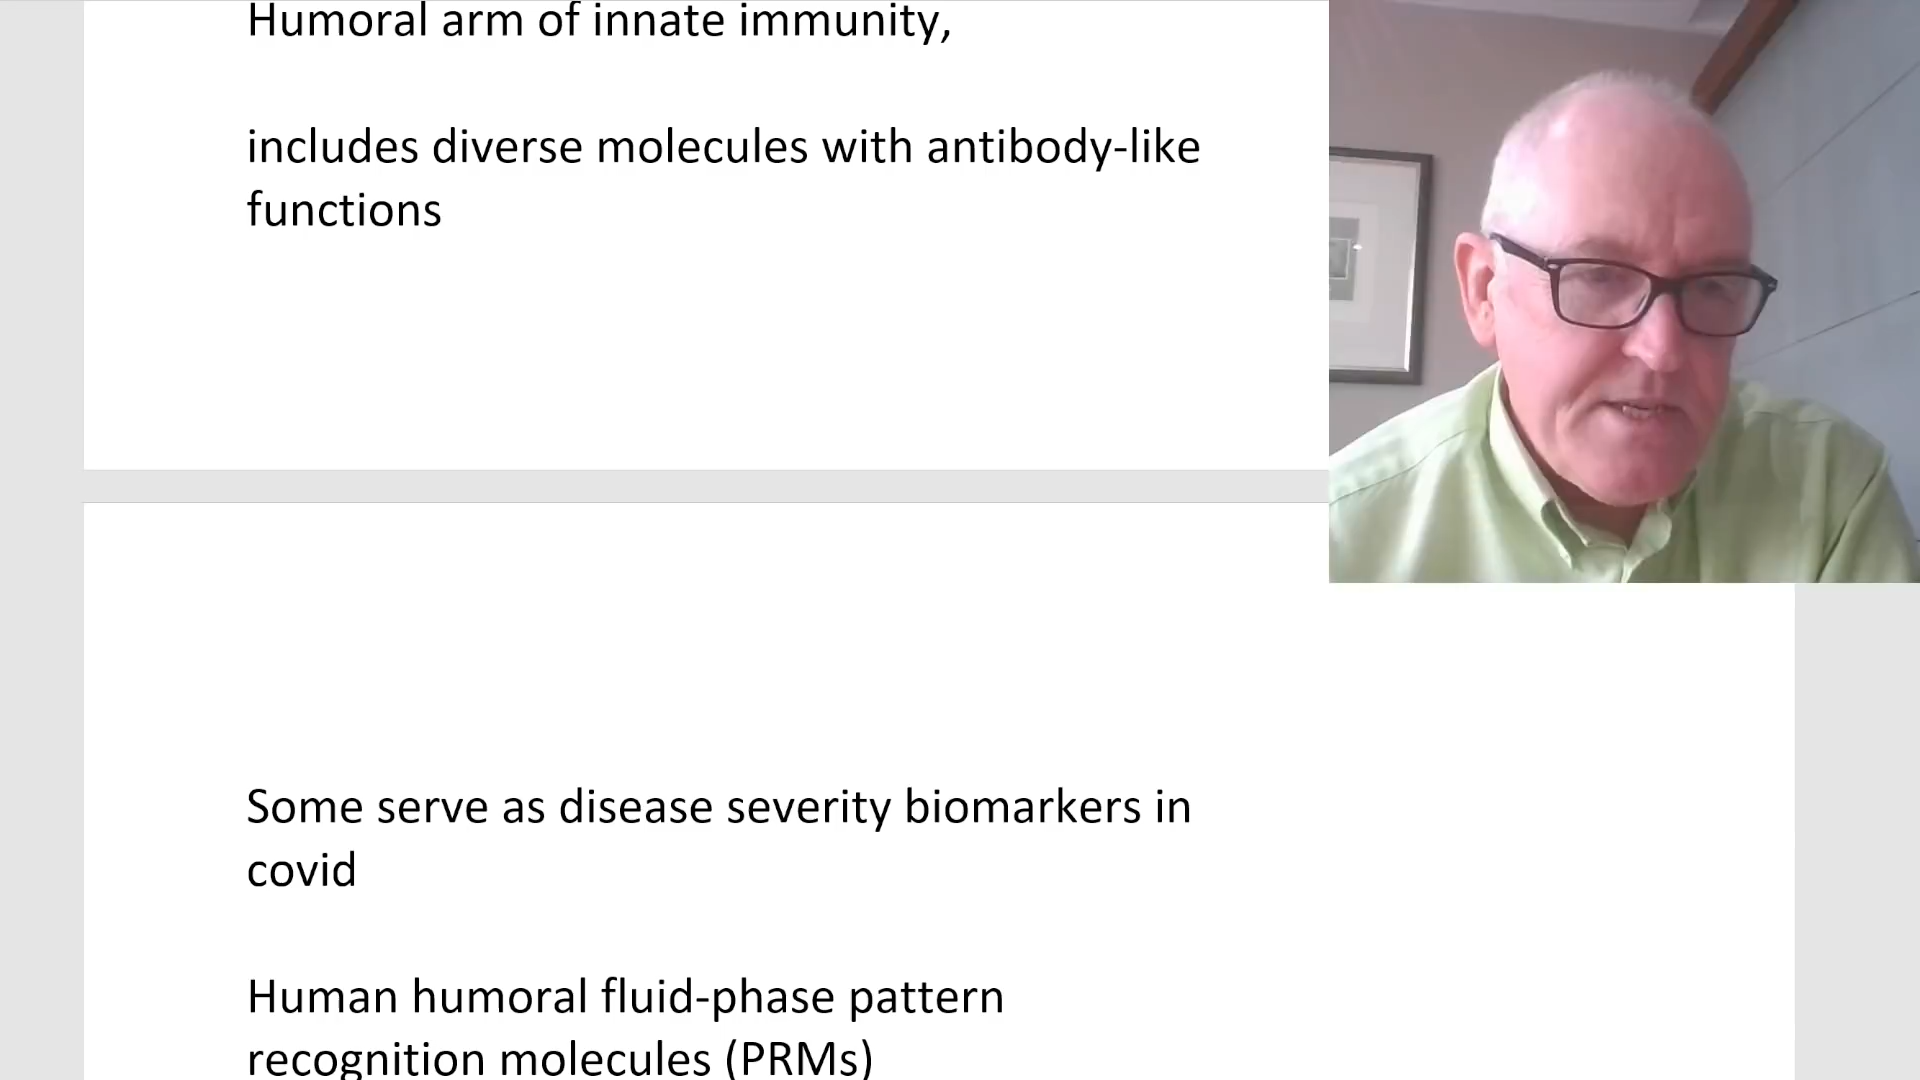 Humoral arm of innate immunity,
includes diverse molecules with antibody-like
functions
Some serve as disease severity biomarkers in
covid
Human humoral fluid-phase pattern
recognition molecules (PRMs)